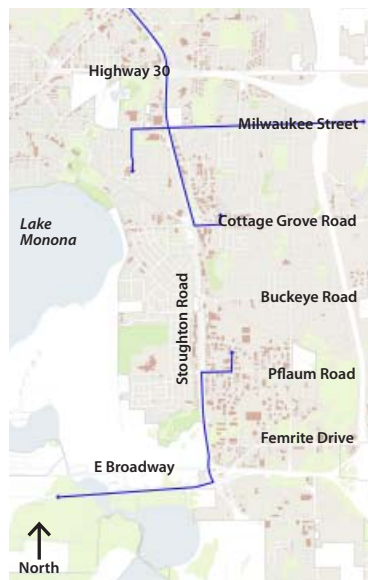 Highway 30
Milwaukee Street
Lake
Monona
Cottage Grove Road
Buckeye Road
Stoughton Road
Pflaum Road
Femrite Drive
E Broadway
North